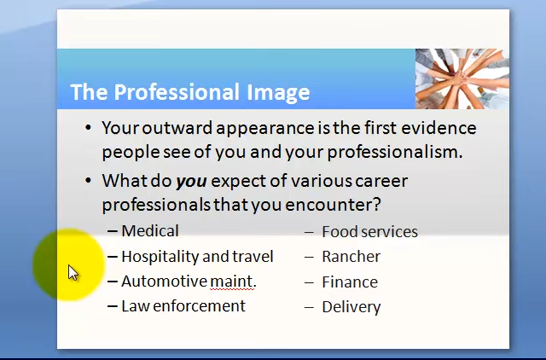 The Professional Image
• Your outward appearance is the first evidence
people see of you and your professionalism.
• What do you expect of various career
professionals that you encounter?
– Medical
– Hospitality and travel
– Automotive maint.
– Law enforcement
– Food services
– Rancher
– Finance
– Delivery